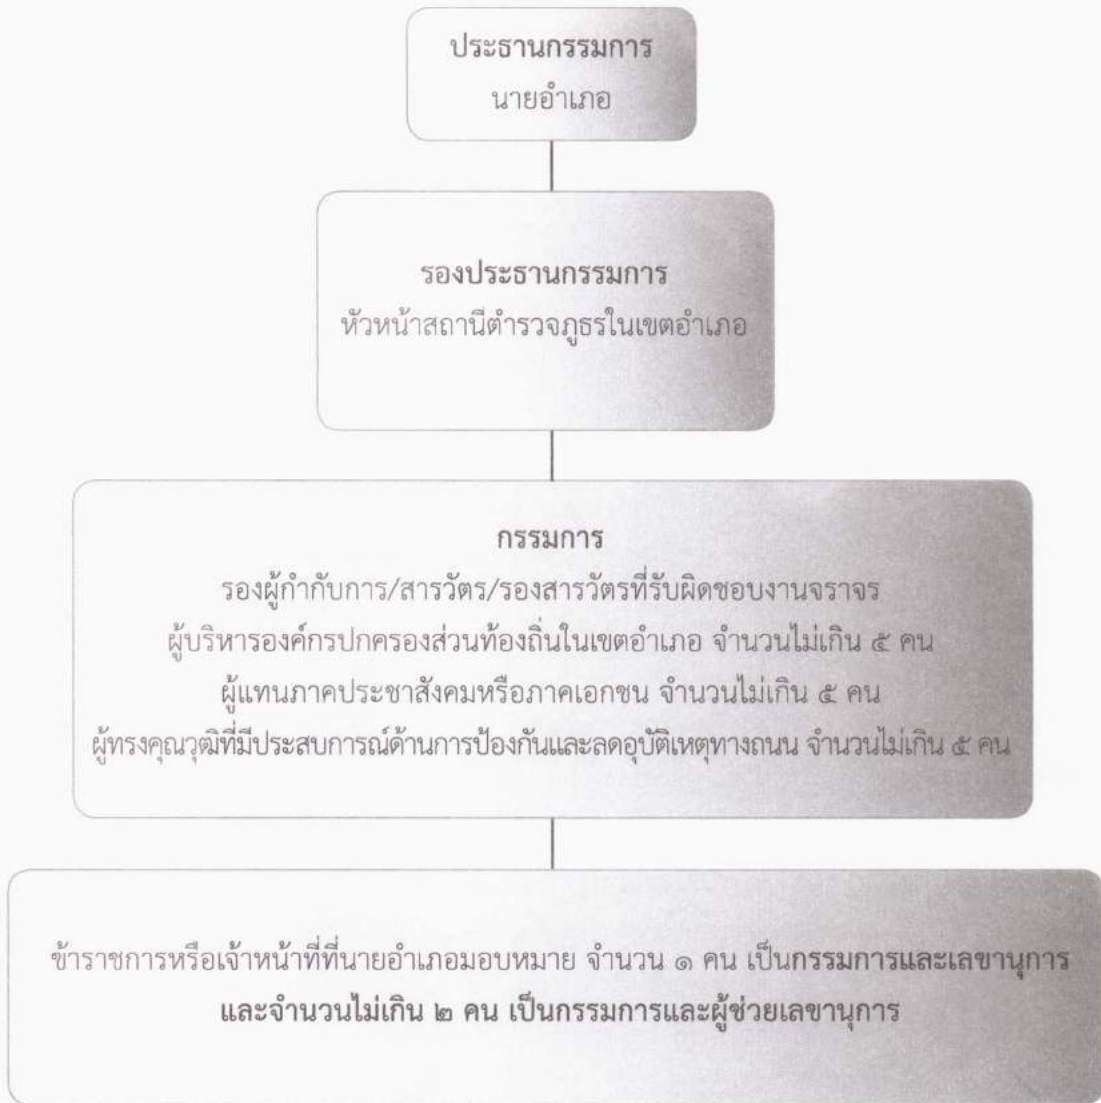 ประธานกรรมการ
นายอำเภอ
รองประธานกรรมการ
หัวหน้าสถานีตำรวจภูธรในเขตอำเภอ
กรรมการ
รองผู้กำกับการ/สารวัตร/รองสารวัตรที่รับผิดชอบงานจราจร
ผู้บริหารองค์กรปกครองส่วนท้องถิ่นในเขตอำเภอ จำนวนไม่เกิน ๕ คน
ผู้แทนภาคประชาสังคมหรือภาคเอกชน จำนวนไม่เกิน ๕ คน
ผู้ทรงคุณวุฒิที่มีประสบการณ์ด้านการป้องกันและลดอุบัติเหตุทางถนน จำนวนไม่เกิน ๕ คน
ข้าราชการหรือเจ้าหน้าที่ที่นายอำเภอมอบหมาย จำนวน ๑ คน เป็นกรรมการและเลขานุการ
และจำนวนไม่เกิน ๒ คน เป็นกรรมการและผู้ช่วยเลขานุการ